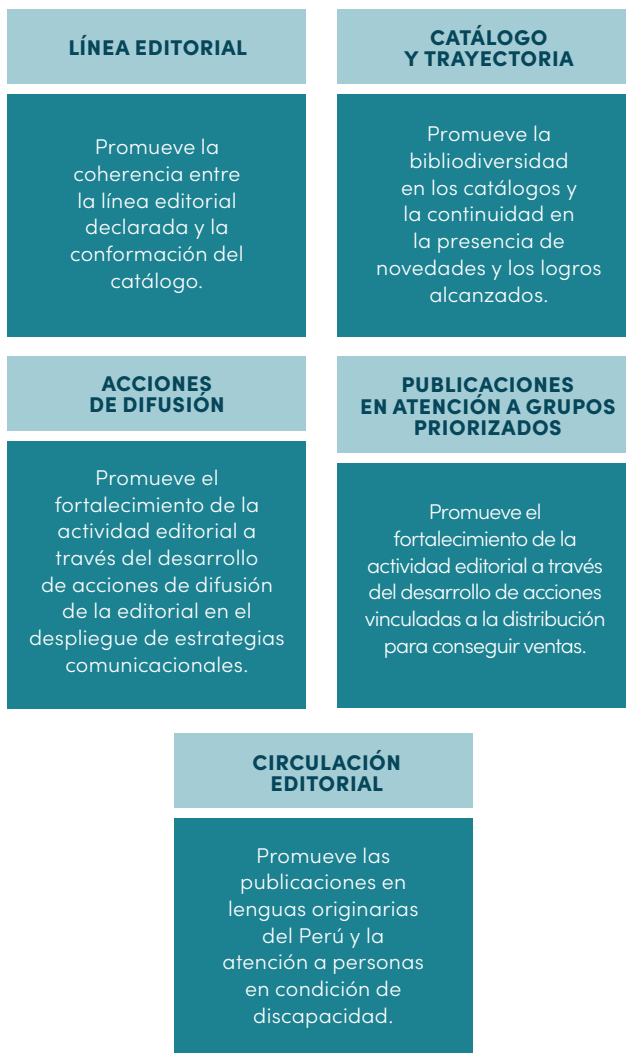 LÍNEA EDITORIAL
Promueve la
coherencia entre
la línea editorial
declarada y la
conformación del
catálogo.
CATÁLOGO
Y TRAYECTORIA
Promueve la
bibliodiversidad
en los catálogos y
la continuidad en
la presencia de
novedades y los logros
alcanzados.
ACCIONES
DE DIFUSIÓN
Promueve el
fortalecimiento de la
actividad editorial a
través del desarrollo
de acciones de difusión
de la editorial en el
despliegue de estrategias
comunicacionales.
PUBLICACIONES
EN ATENCIÓN A GRUPOS
PRIORIZADOS
Promueve el
fortalecimiento de la
actividad editorial a través
del desarrollo de acciones
vinculadas a la distribución
para conseguir ventas.
CIRCULACIÓN
EDITORIAL
Promueve las
publicaciones en
lenguas originarias
del Perú y la
atención a personas
en condición de
discapacidad.